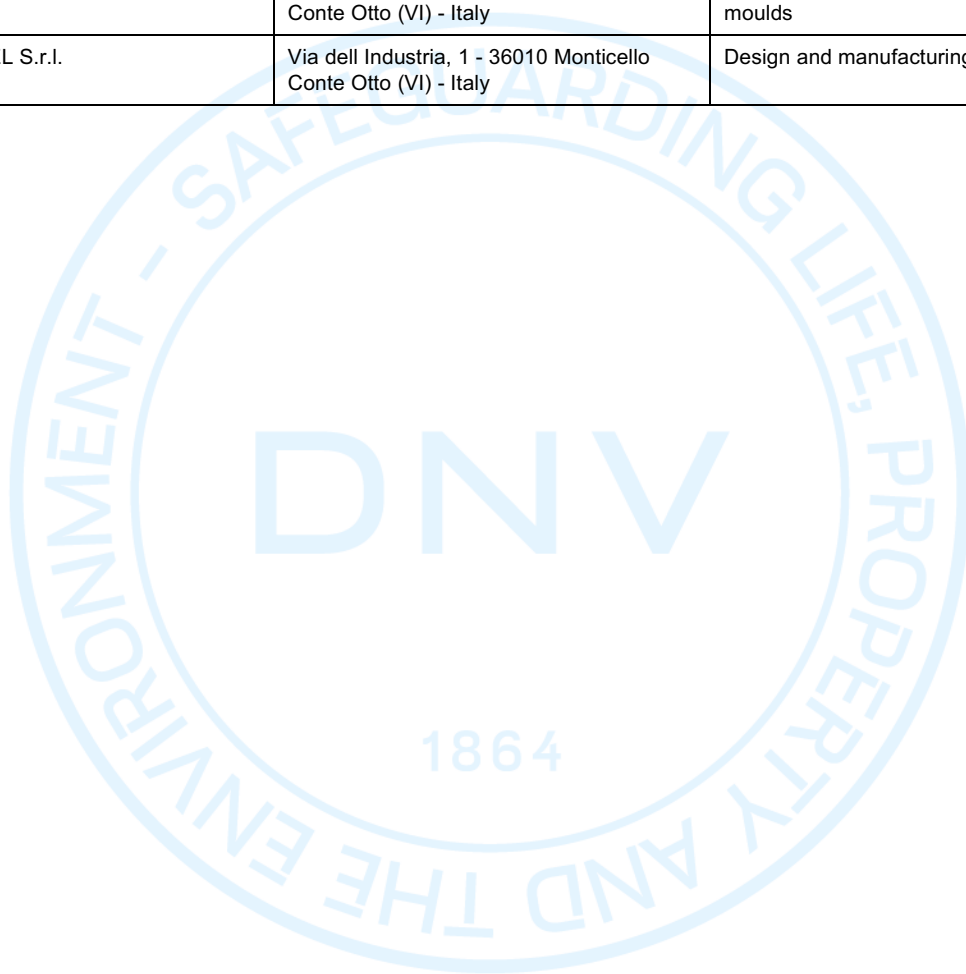 Conte Otto (VI) - Italy
moulds
L S.r.l.
Via dell Industria, 1 - 36010 Monticello
Conte Otto (VI) - Italy
Design and manufacturing
SAFEGUARDING LIFE, PROPERTY AND THE ENVIRONMENT -
DNV
1864